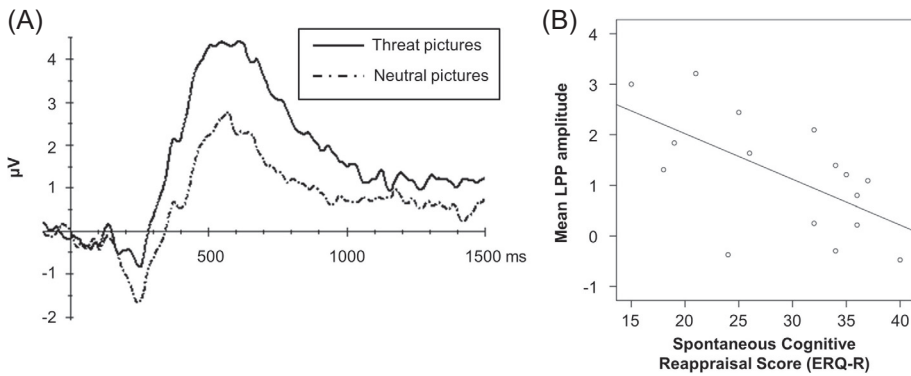 (A)
4
3
2
1
-1
-2
µV
500
1000
1500 ms
Threat pictures
Neutral pictures
(B)
4
3
2
1
0
-1
Mean LPP amplitude
15
20
25
30
35
40
Spontaneous Cognitive
Reappraisal Score (ERQ-R)